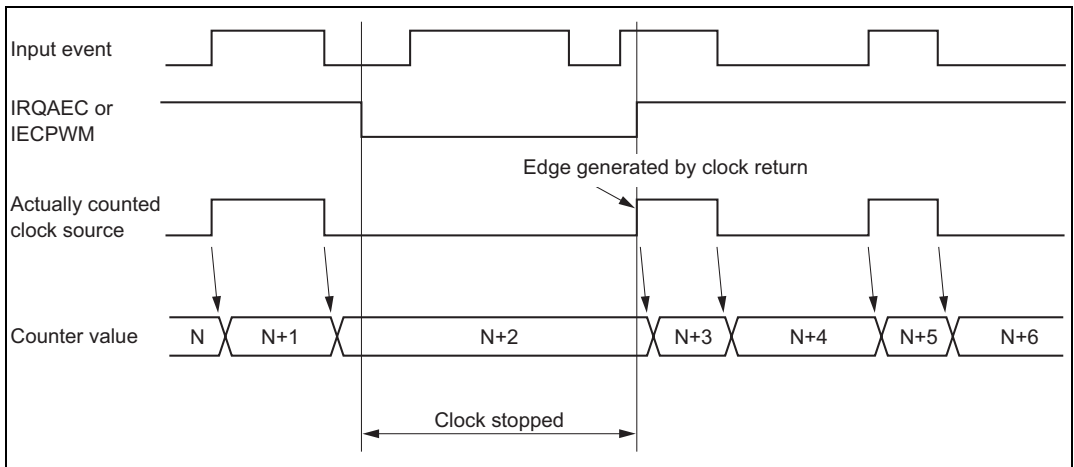 Input event
IRQAEC or
IECPWM
Edge generated by clock return
Actually counted
clock source
Counter value
N
N+1
N+2
N+3
N+4
N+5
N+6
Clock stopped